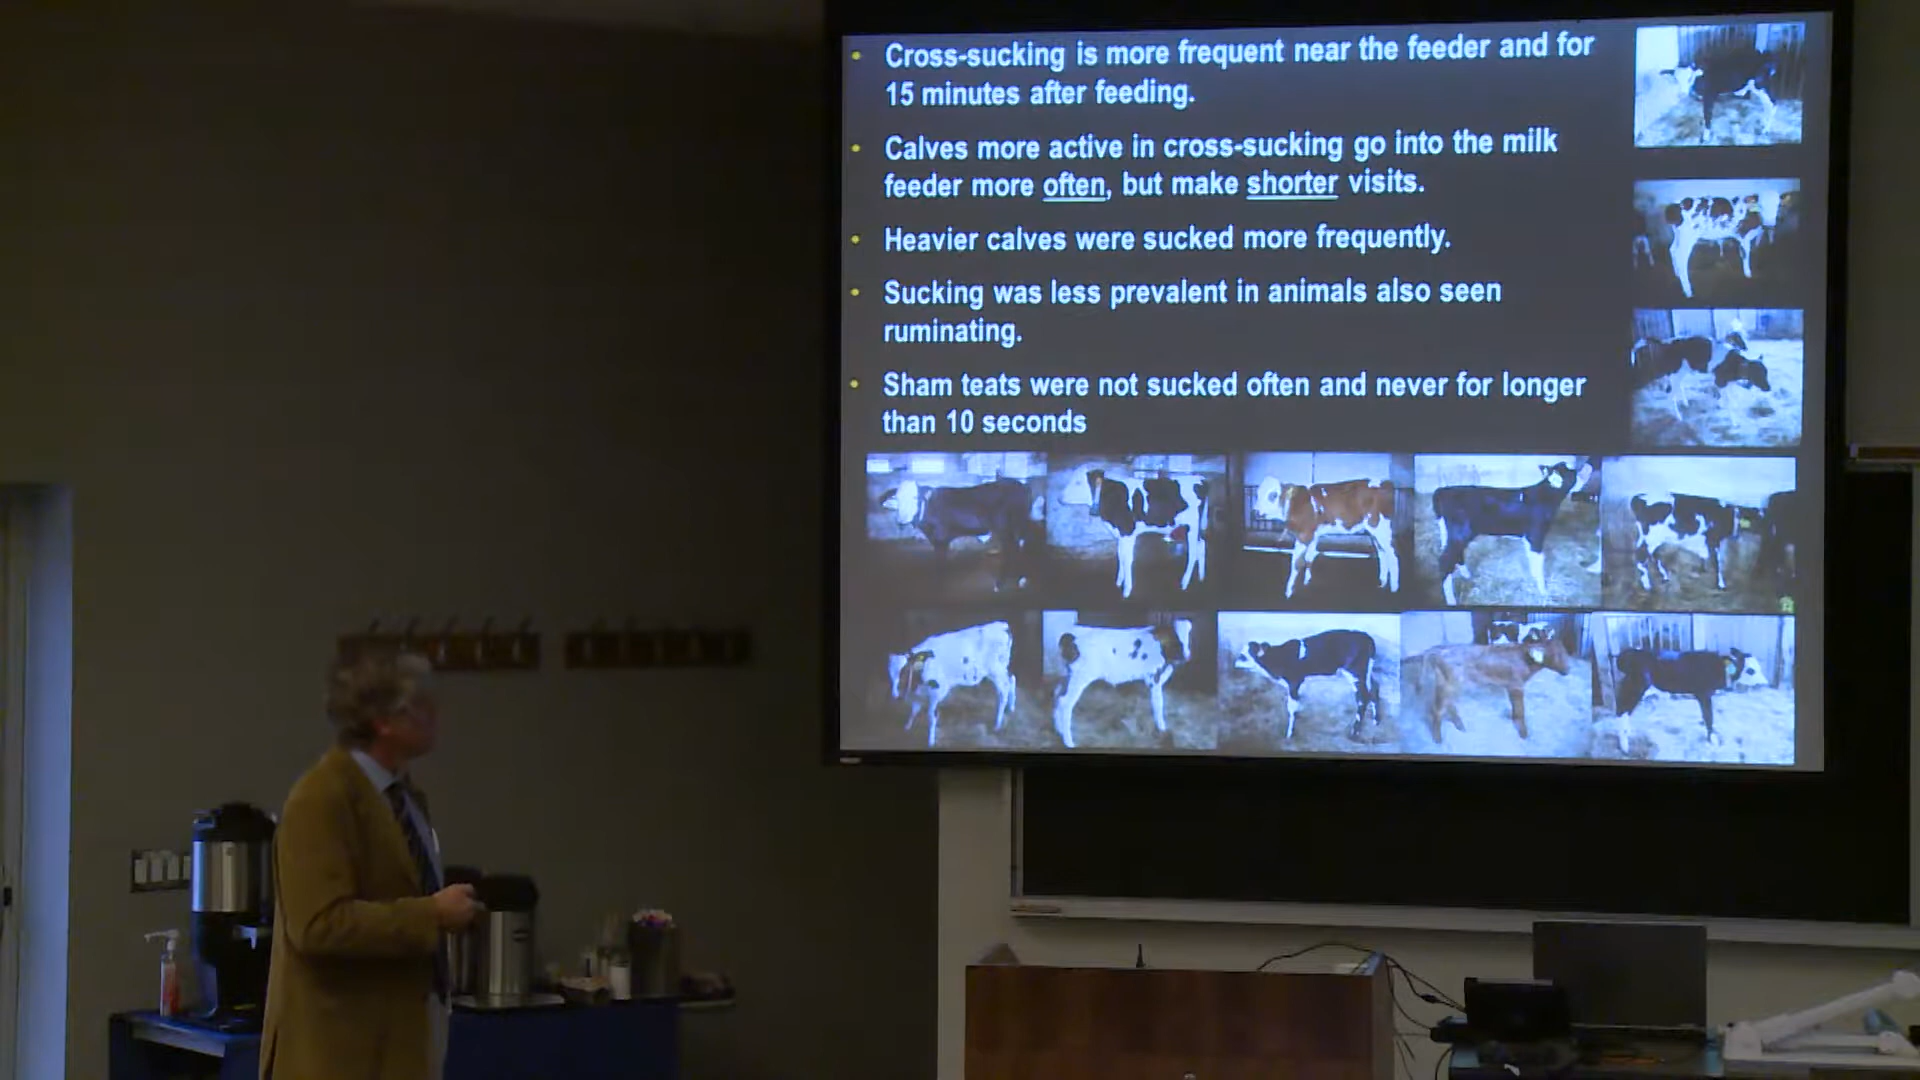 • Cross-sucking is more frequent near the feeder and for
15 minutes after feeding.
• Calves more active in cross-sucking go into the milk
feeder more often, but make shorter visits.
• Heavier calves were sucked more frequently.
• Sucking was less prevalent in animals also seen
ruminating.
• Sham teats were not sucked often and never for longer
than 10 seconds